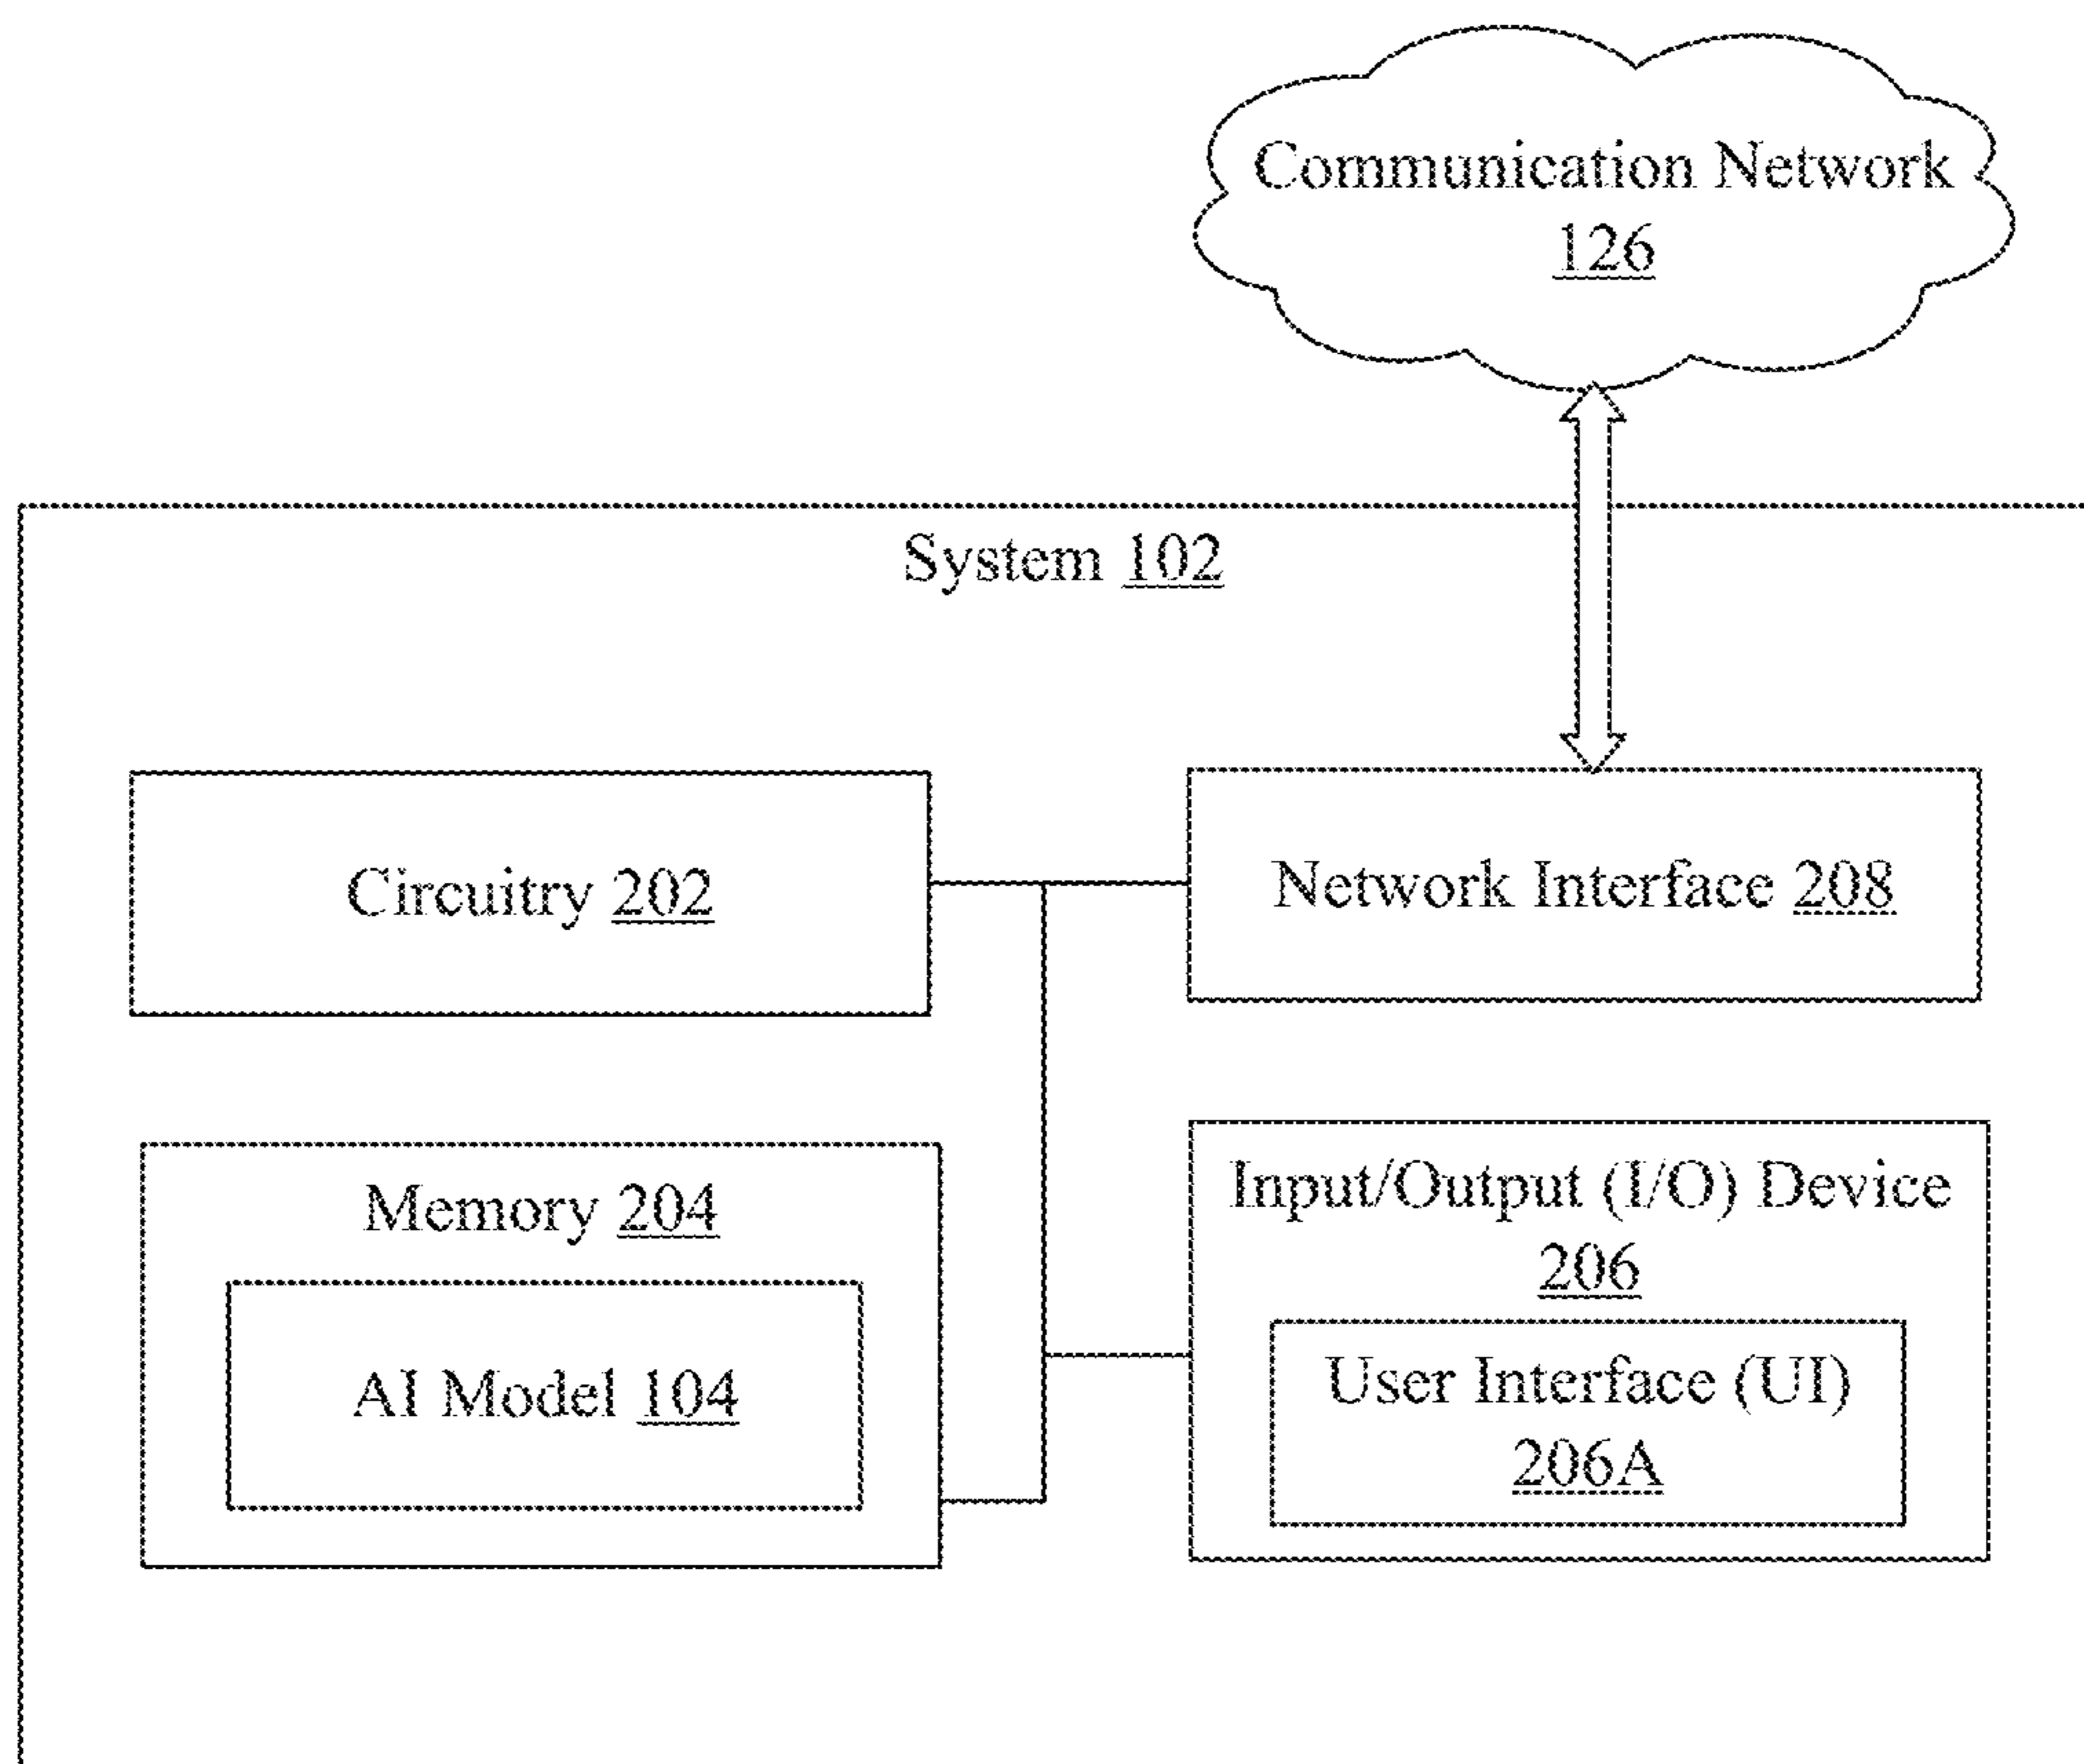 Communication Network
126
System 102
Circuitry 202
Network Interface 208
Memory 204
AI Model 104
Input/Output (I/O) Device
206
User Interface (UI)
206A